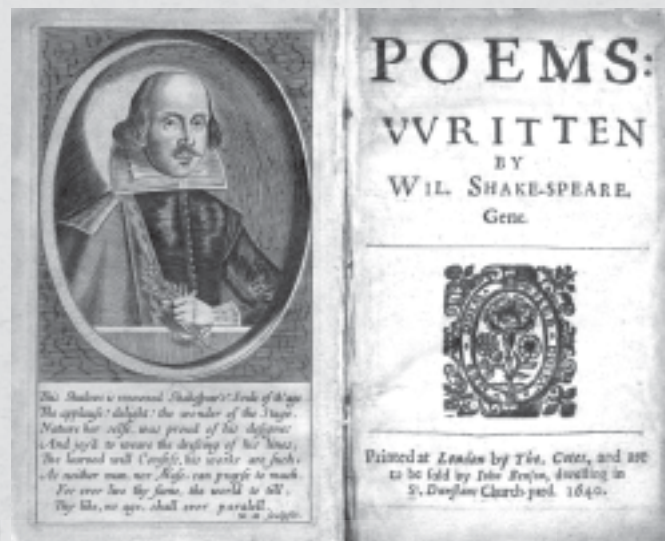 This Shadowe is renowned Shakespear's? Soule of th'age
The applause? delight? the wonder of the Stage.
Nature her selfe, was proud of his designes
And joy'd to weare the dressing of his lines,
The learned will Confess, his works are such,
As neither man, nor Muse, can prayse to much.
For ever live thy fame, the world to tell,
Thy like, no age, shall ever paralell.
W. M. sculpsit.
POEMS:
VVRITTEN
BY
WIL. SHAKE-SPEARE.
Gent.
Printed at London by Tho. Cotes, and are
to be sold by Iohn Benson, dwelling in
St. Dunstans Church-yard. 1640.